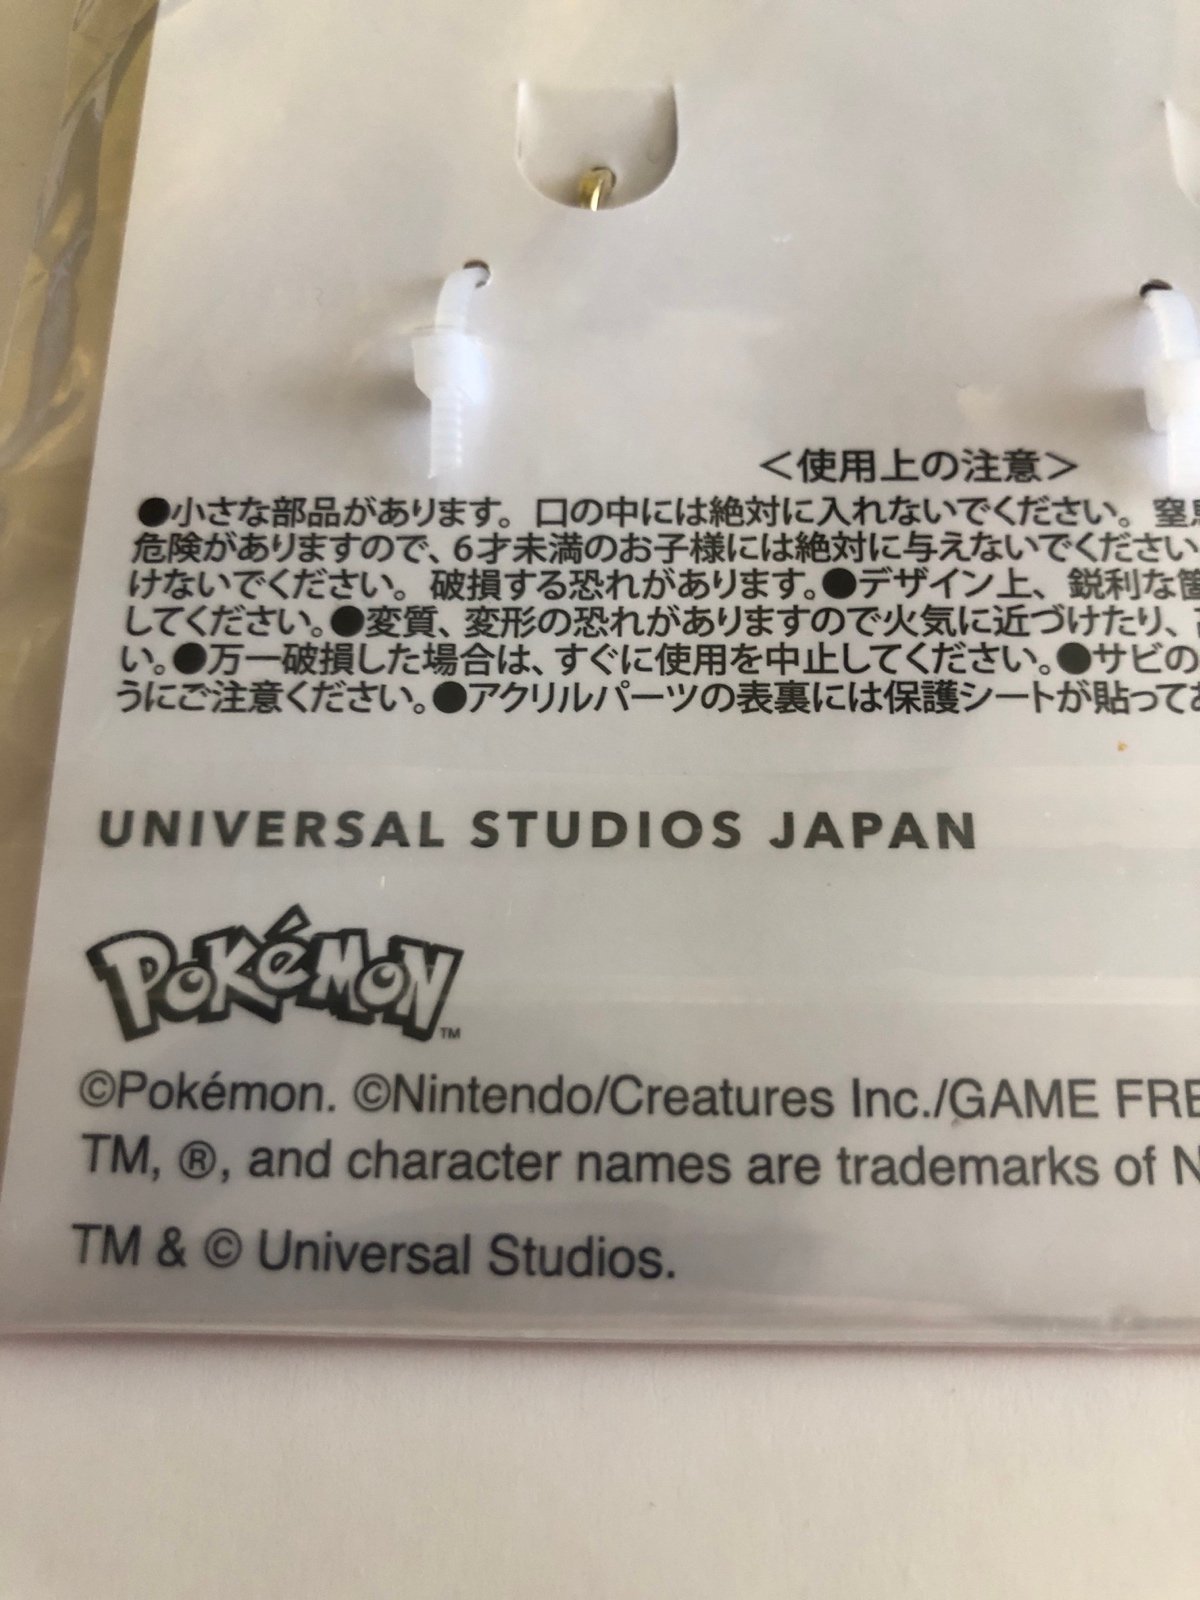 ＜使用上の注意＞
●小さな部品があります。口の中には絶対に入れないでください。窒
危険がありますので、6才未満のお子様には絶対に与えないでください
けないでください。破損する恐れがあります。●デザイン上、鋭利な箇
してください。●変質、変形の恐れがありますので火気に近づけたり、
い。●万一破損した場合は、すぐに使用を中止してください。●サビの
うにご注意ください。●アクリルパーツの表裏には保護シートが貼って
UNIVERSAL STUDIOS JAPAN
POKéMON™
©Pokémon. ©Nintendo/Creatures Inc./GAME FRE
TM, ®, and character names are trademarks of N
TM & © Universal Studios.